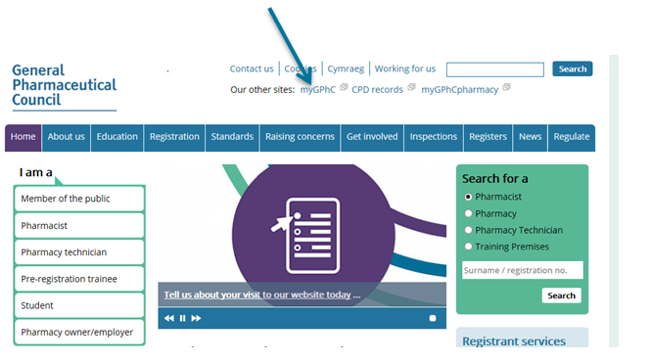 General
Pharmaceutical
Council
Contact us Cookies Cymraeg Working for us Search
Our other sites: myGPhC CPD records myGPhCpharmacy
Home About us Education Registration Standards Raising concerns Get involved Inspections Registers News Regulate
I am a
Member of the public
Pharmacist
Pharmacy technician
Pre-registration trainee
Student
Pharmacy owner/employer
Tell us about your visit to our website today ...
Search for a
Pharmacist
Pharmacy
Pharmacy Technician
Training Premises
Surname / registration no.
Search
Registrant services